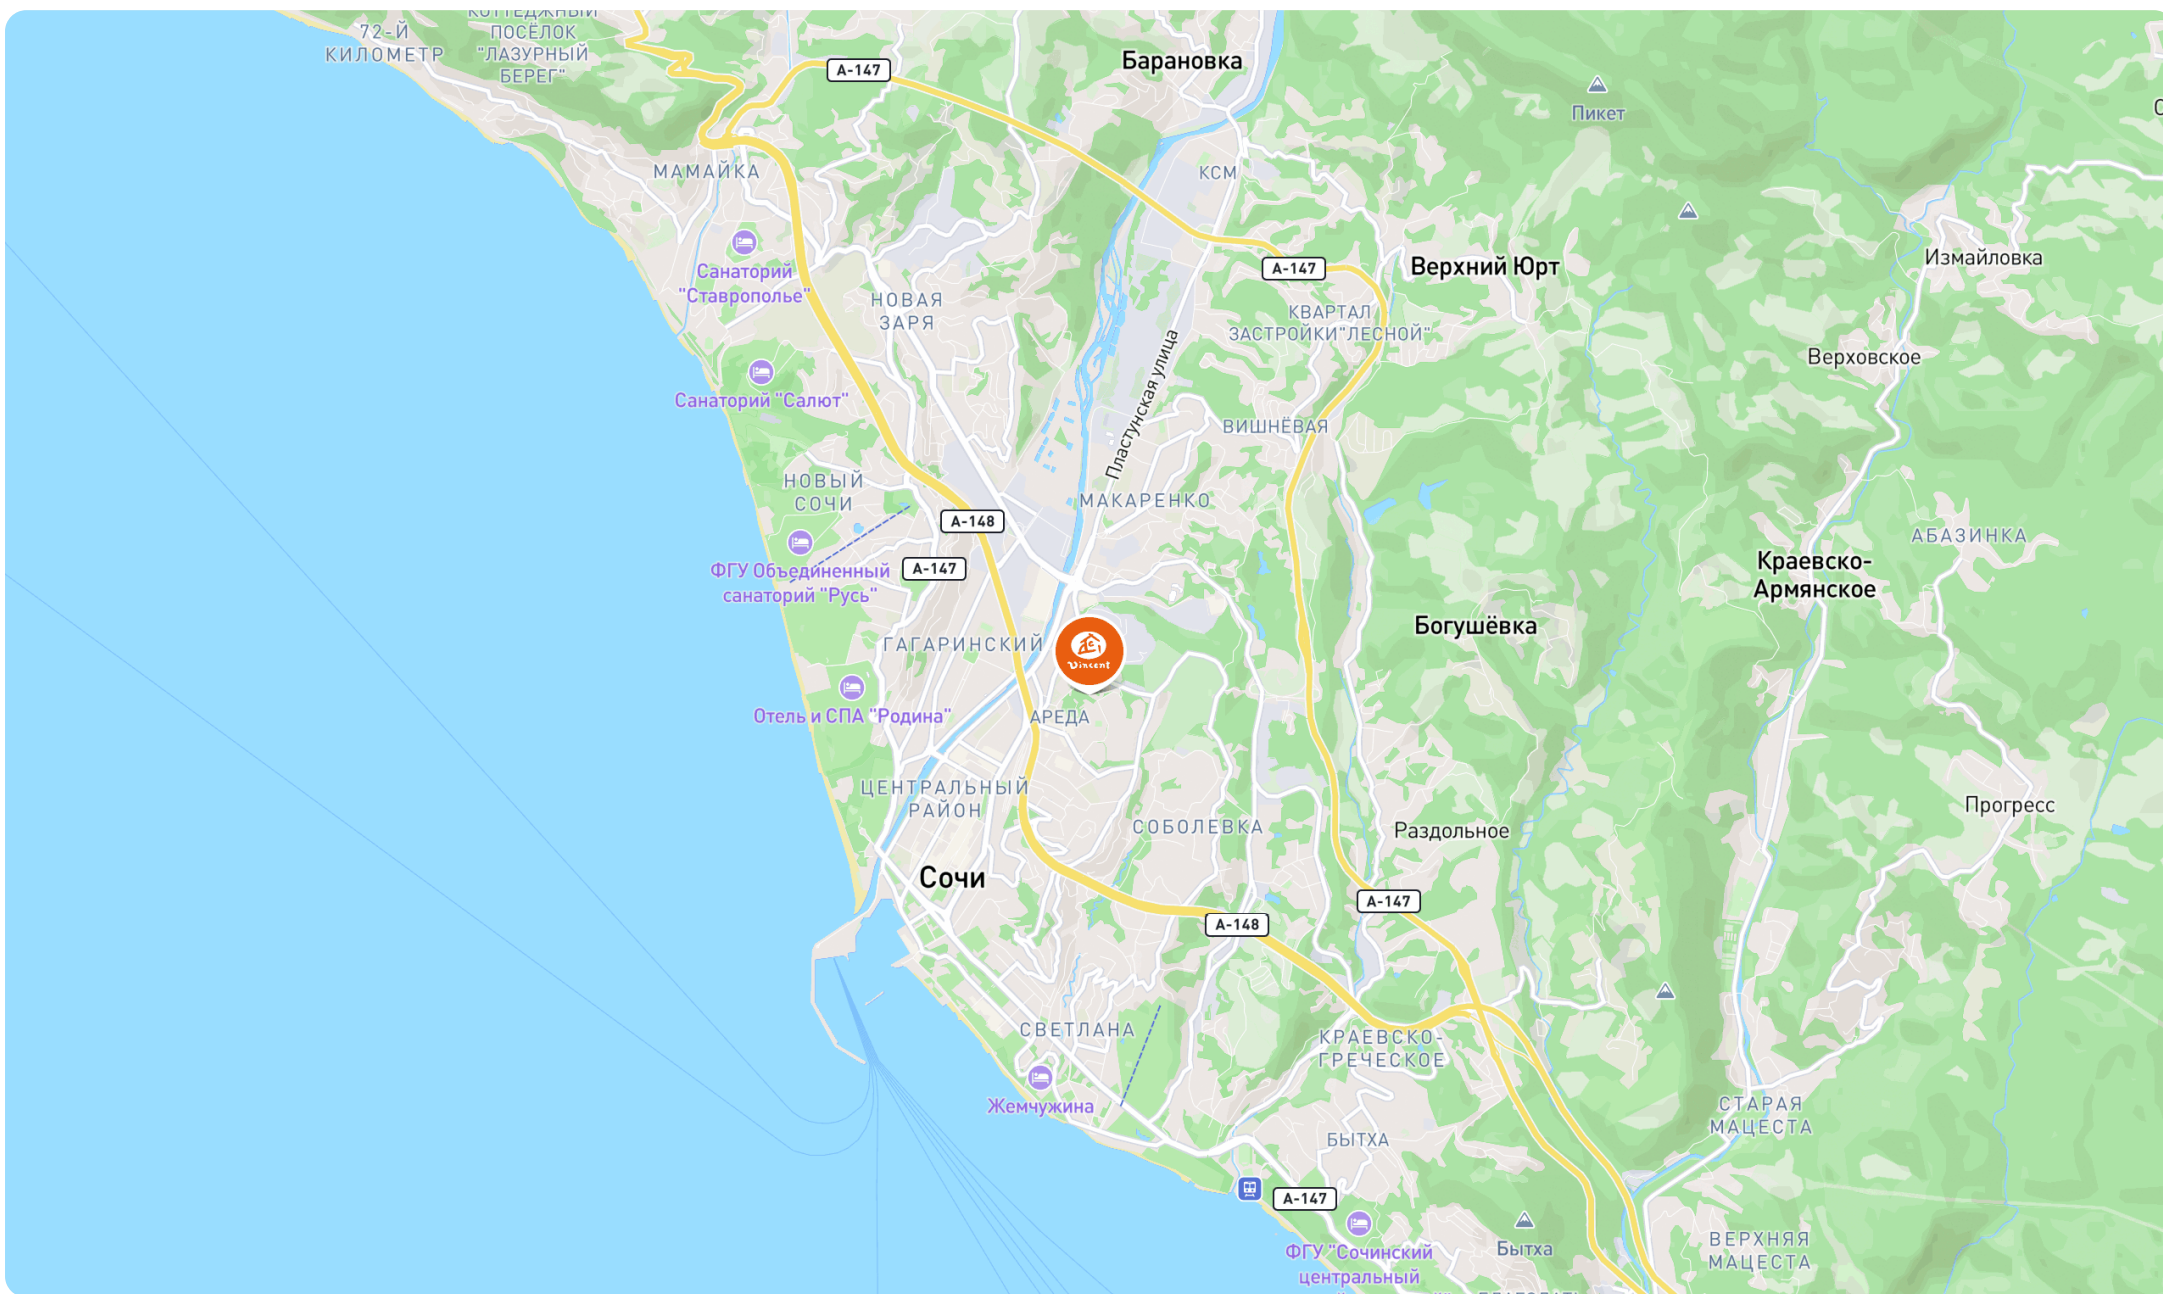 КОТТЕДЖНЫЙ
ПОСЁЛОК
"ЛАЗУРНЫЙ
БЕРЕГ"
72-Й
КИЛОМЕТР
А-147
Барановка
Пикет
МАМАЙКА
КСМ
Санаторий
"Ставрополье"
НОВАЯ
ЗАРЯ
А-147
Верхний Юрт
Измайловка
КВАРТАЛ
ЗАСТРОЙКИ"ЛЕСНОЙ"
Верховское
Санаторий "Салют"
Пластунская улица
ВИШНЁВАЯ
НОВЫЙ
СОЧИ
МАКАРЕНКО
А-148
АБАЗИНКА
А-147
ФГУ Объединенный
санаторий "Русь"
Краевско-
Армянское
Богушёвка
ГАГАРИНСКИЙ
Vincent
Отель и СПА "Родина"
АРЕДА
ЦЕНТРАЛЬНЫЙ
РАЙОН
Прогресс
СОБОЛЕВКА
Раздольное
Сочи
А-147
А-148
СВЕТЛАНА
КРАЕВСКО-
ГРЕЧЕСКОЕ
Жемчужина
СТАРАЯ
МАЦЕСТА
БЫТХА
А-147
ФГУ "Сочинский
центральный
Бытха
ВЕРХНЯЯ
МАЦЕСТА